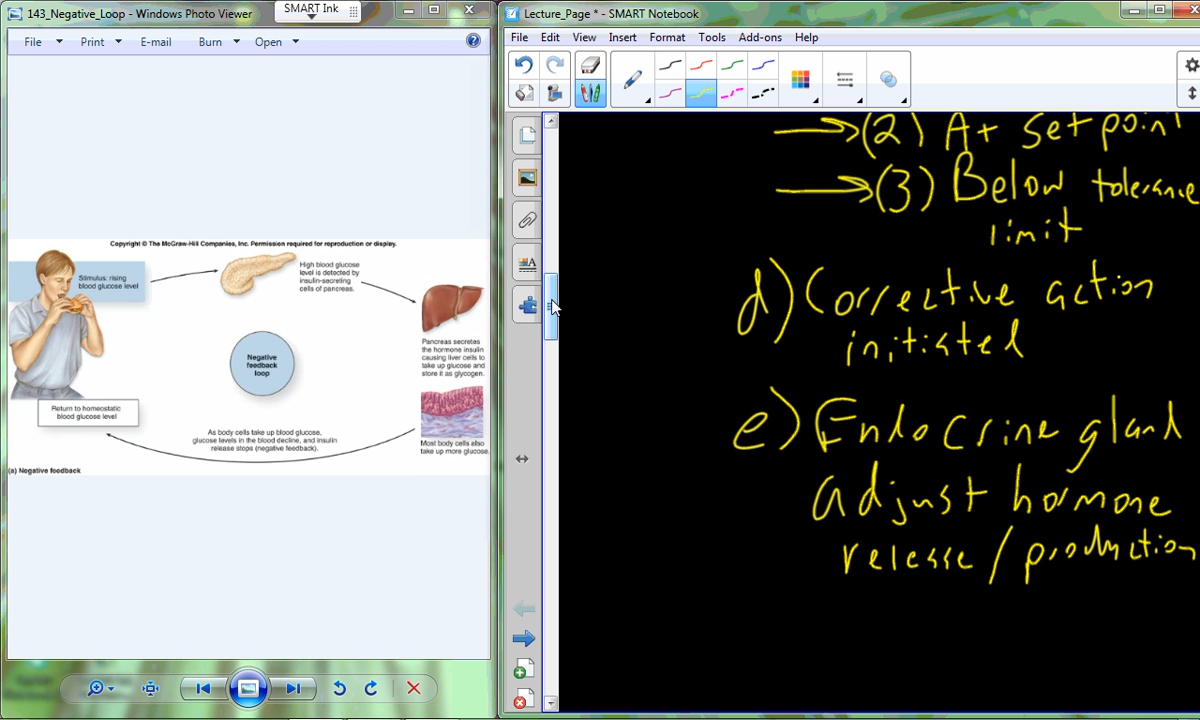 143_Negative_Loop - Windows Photo Viewer
SMART Ink
File Print E-mail Burn Open
Copyright © The McGraw-Hill Companies, Inc. Permission required for reproduction or display.
Stimulus: rising
blood glucose level
High blood glucose
level is detected by
insulin-secreting
cells of pancreas.
Pancreas secretes
the hormone insulin
causing liver cells to
take up glucose and
store it as glycogen.
Negative
feedback
loop
Return to homeostatic
blood glucose level
As body cells take up blood glucose,
glucose levels in the blood decline, and insulin
release stops (negative feedback).
Most body cells also
take up more glucose.
(a) Negative feedback
Lecture_Page * - SMART Notebook
File Edit View Insert Format Tools Add-ons Help
(2) At set point
(3) Below tolerance
limit
d) Corrective action
initiated
e) Endocrine gland
adjust hormone
release/production